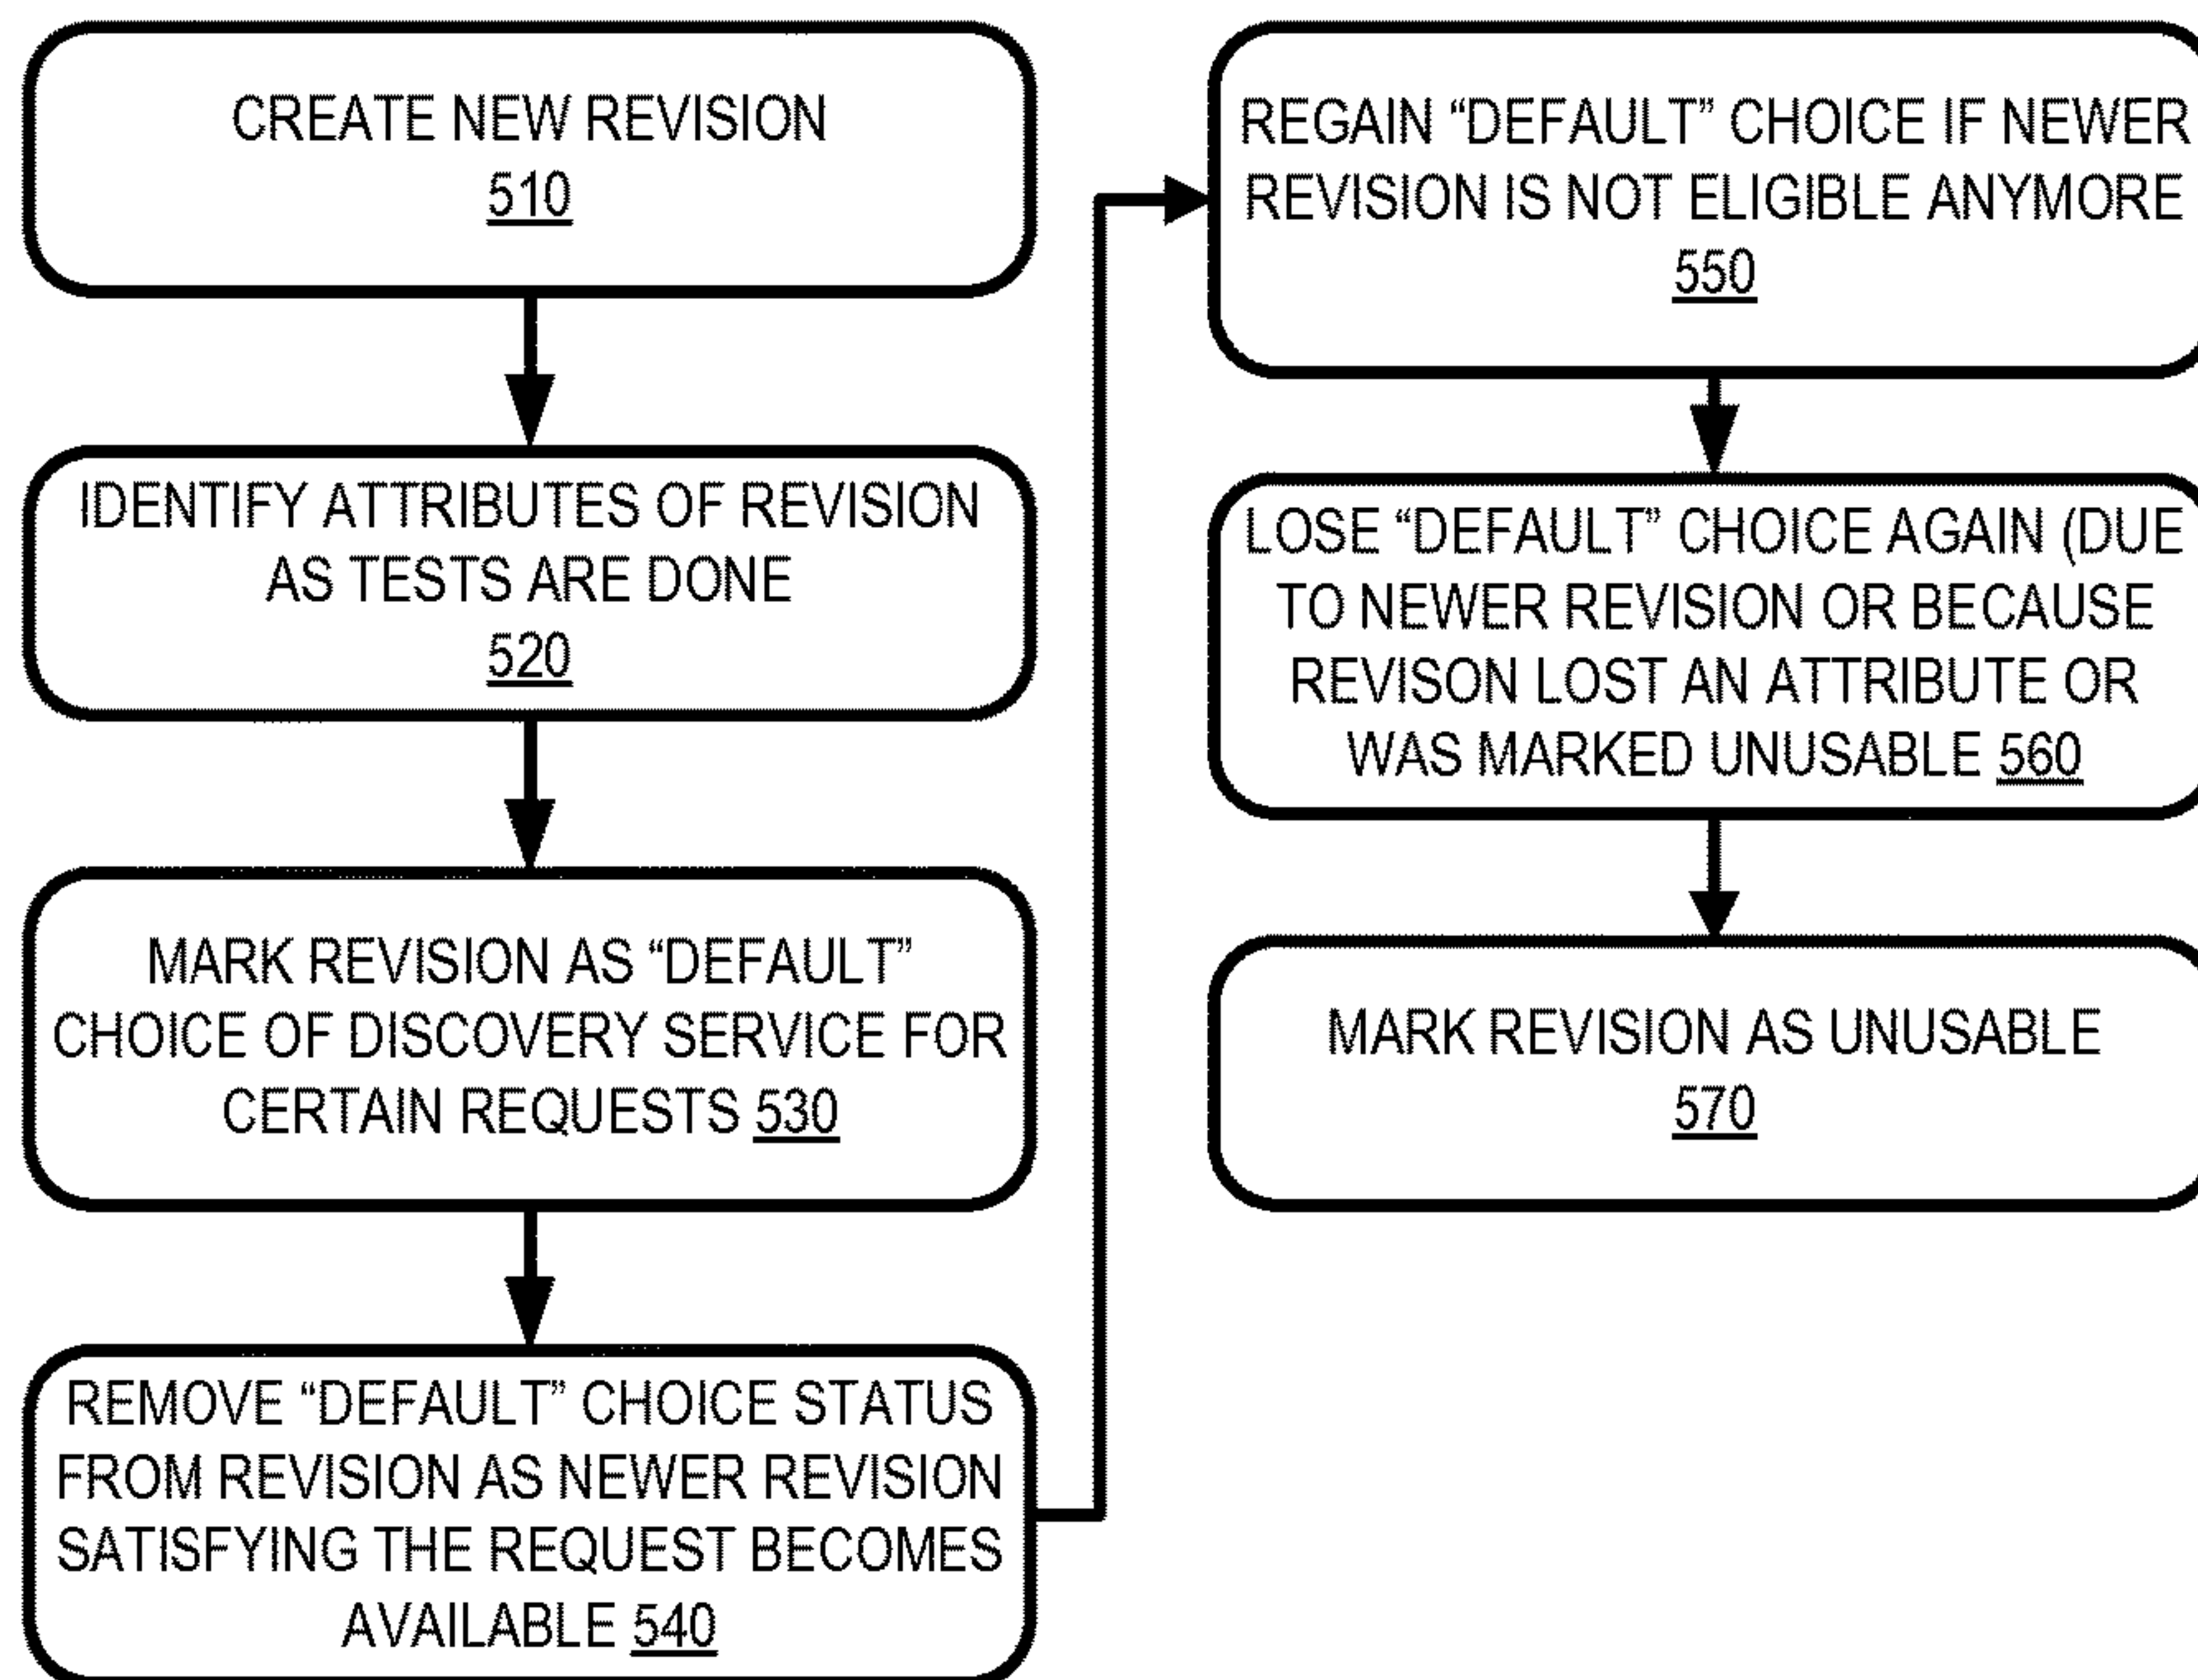 CREATE NEW REVISION
510
IDENTIFY ATTRIBUTES OF REVISION
AS TESTS ARE DONE
520
MARK REVISION AS “DEFAULT”
CHOICE OF DISCOVERY SERVICE FOR
CERTAIN REQUESTS 530
REMOVE “DEFAULT” CHOICE STATUS
FROM REVISION AS NEWER REVISION
SATISFYING THE REQUEST BECOMES
AVAILABLE 540
REGAIN “DEFAULT” CHOICE IF NEWER
REVISION IS NOT ELIGIBLE ANYMORE
550
LOSE “DEFAULT” CHOICE AGAIN (DUE
TO NEWER REVISION OR BECAUSE
REVISON LOST AN ATTRIBUTE OR
WAS MARKED UNUSABLE 560
MARK REVISION AS UNUSABLE
570